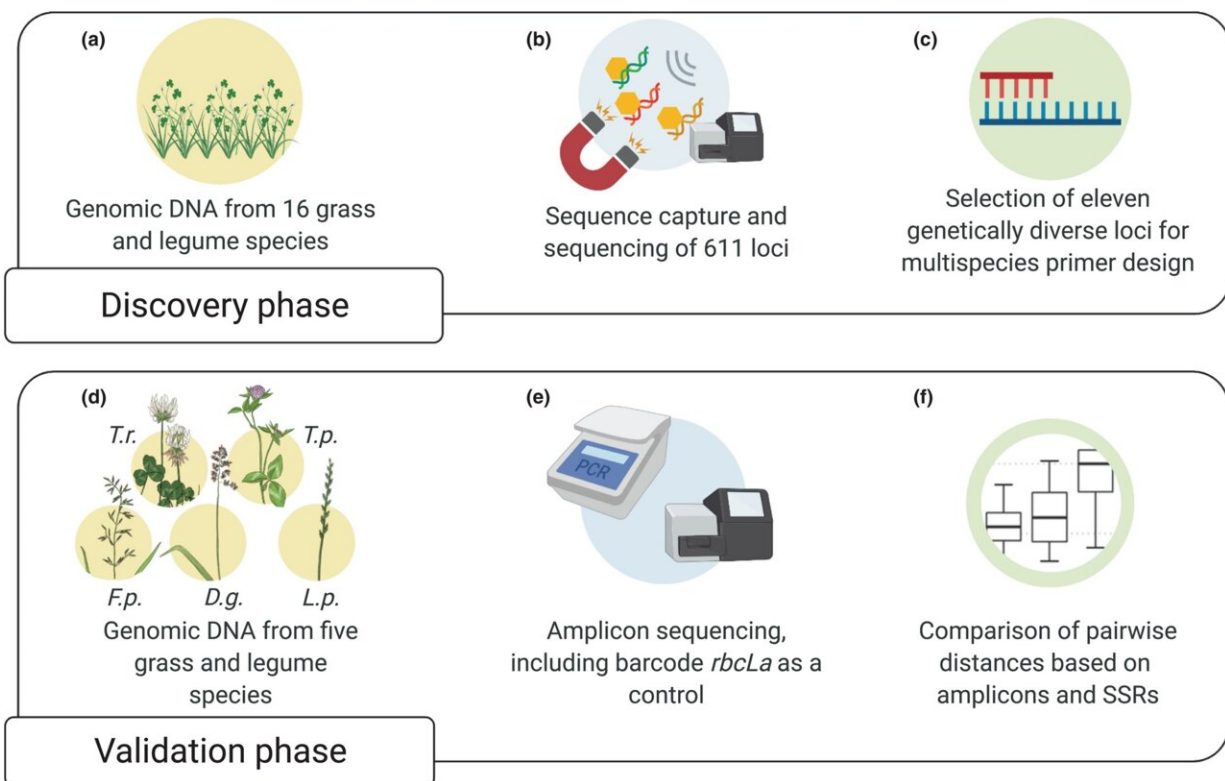 (a)
Genomic DNA from 16 grass
and legume species
(b)
Sequence capture and
sequencing of 611 loci
(c)
Selection of eleven
genetically diverse loci for
multispecies primer design
Discovery phase
(d)
T.r.
T.p.
F.p.
D.g.
L.p.
Genomic DNA from five
grass and legume
species
(e)
PCR
Amplicon sequencing,
including barcode rbcLa as a
control
(f)
Comparison of pairwise
distances based on
amplicons and SSRs
Validation phase